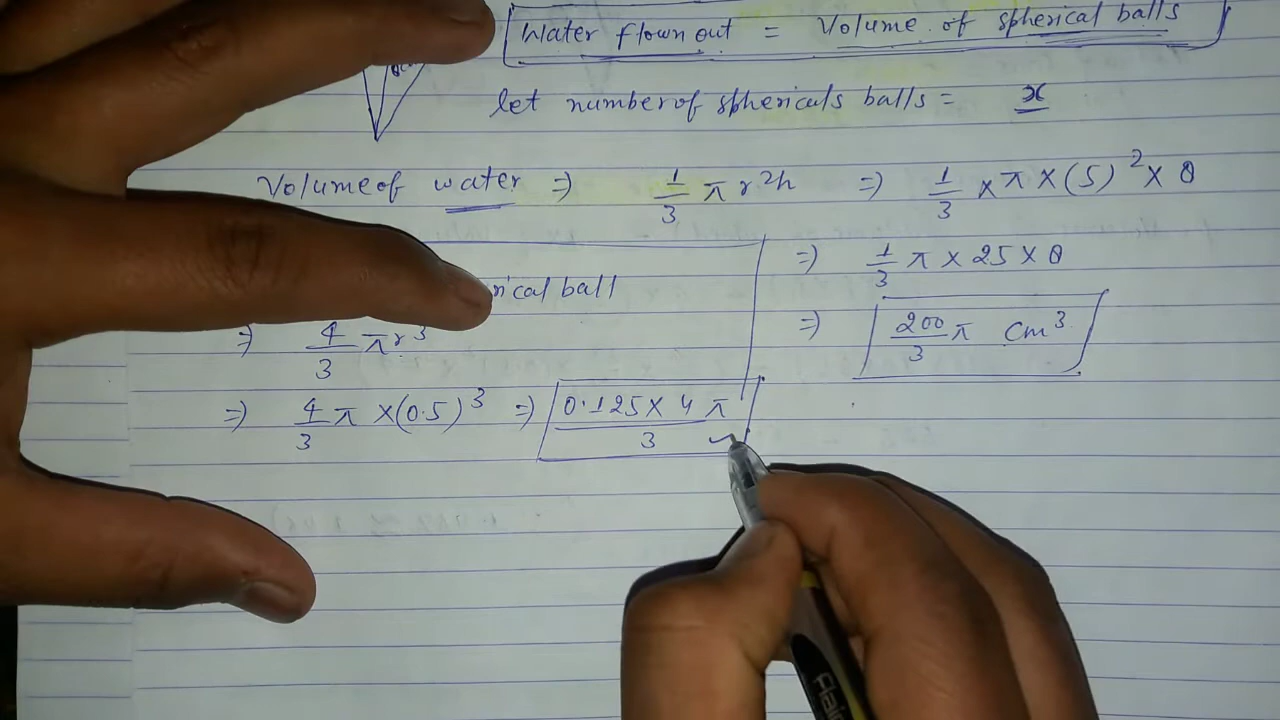 Water flown out = Volume of spherical balls
let number of sphericals balls = x
Volume of water ⇒ 1/3 π r²h ⇒ 1/3 × π × (5)² × 8
⇒ 1/3 π × 25 × 8
rical ball
⇒ 200/3 π cm³
⇒ 4/3 π r³
⇒ 4/3 π × (0.5)³ ⇒ 0.125 × 4 π / 3
Flair